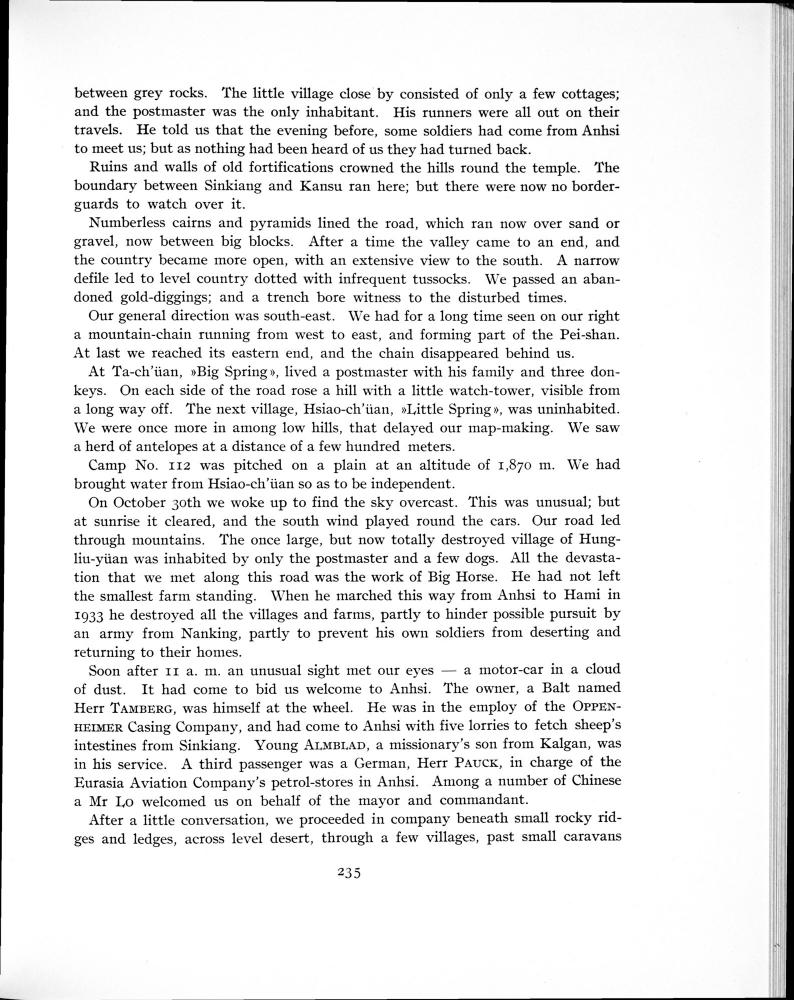 between grey rocks. The little village close by consisted of only a few cottages;
and the postmaster was the only inhabitant. His runners were all out on their
travels. He told us that the evening before, some soldiers had come from Anhsi
to meet us; but as nothing had been heard of us they had turned back.
Ruins and walls of old fortifications crowned the hills round the temple. The
boundary between Sinkiang and Kansu ran here; but there were now no border-
guards to watch over it.
Numberless cairns and pyramids lined the road, which ran now over sand or
gravel, now between big blocks. After a time the valley came to an end, and
the country became more open, with an extensive view to the south. A narrow
defile led to level country dotted with infrequent tussocks. We passed an aban-
doned gold-diggings; and a trench bore witness to the disturbed times.
Our general direction was south-east. We had for a long time seen on our right
a mountain-chain running from west to east, and forming part of the Pei-shan.
At last we reached its eastern end, and the chain disappeared behind us.
At Ta-ch'üan, »Big Spring», lived a postmaster with his family and three don-
keys. On each side of the road rose a hill with a little watch-tower, visible from
a long way off. The next village, Hsiao-ch'üan, »Little Spring», was uninhabited.
We were once more in among low hills, that delayed our map-making. We saw
a herd of antelopes at a distance of a few hundred meters.
Camp No. 112 was pitched on a plain at an altitude of 1,870 m. We had
brought water from Hsiao-ch'üan so as to be independent.
On October 30th we woke up to find the sky overcast. This was unusual; but
at sunrise it cleared, and the south wind played round the cars. Our road led
through mountains. The once large, but now totally destroyed village of Hung-
liu-yüan was inhabited by only the postmaster and a few dogs. All the devasta-
tion that we met along this road was the work of Big Horse. He had not left
the smallest farm standing. When he marched this way from Anhsi to Hami in
1933 he destroyed all the villages and farms, partly to hinder possible pursuit by
an army from Nanking, partly to prevent his own soldiers from deserting and
returning to their homes.
Soon after 11 a. m. an unusual sight met our eyes — a motor-car in a cloud
of dust. It had come to bid us welcome to Anhsi. The owner, a Balt named
Herr TAMBERG, was himself at the wheel. He was in the employ of the OPPEN-
HEIMER Casing Company, and had come to Anhsi with five lorries to fetch sheep's
intestines from Sinkiang. Young ALMBLAD, a missionary's son from Kalgan, was
in his service. A third passenger was a German, Herr PAUCK, in charge of the
Eurasia Aviation Company's petrol-stores in Anhsi. Among a number of Chinese
a Mr LO welcomed us on behalf of the mayor and commandant.
After a little conversation, we proceeded in company beneath small rocky rid-
ges and ledges, across level desert, through a few villages, past small caravans
235